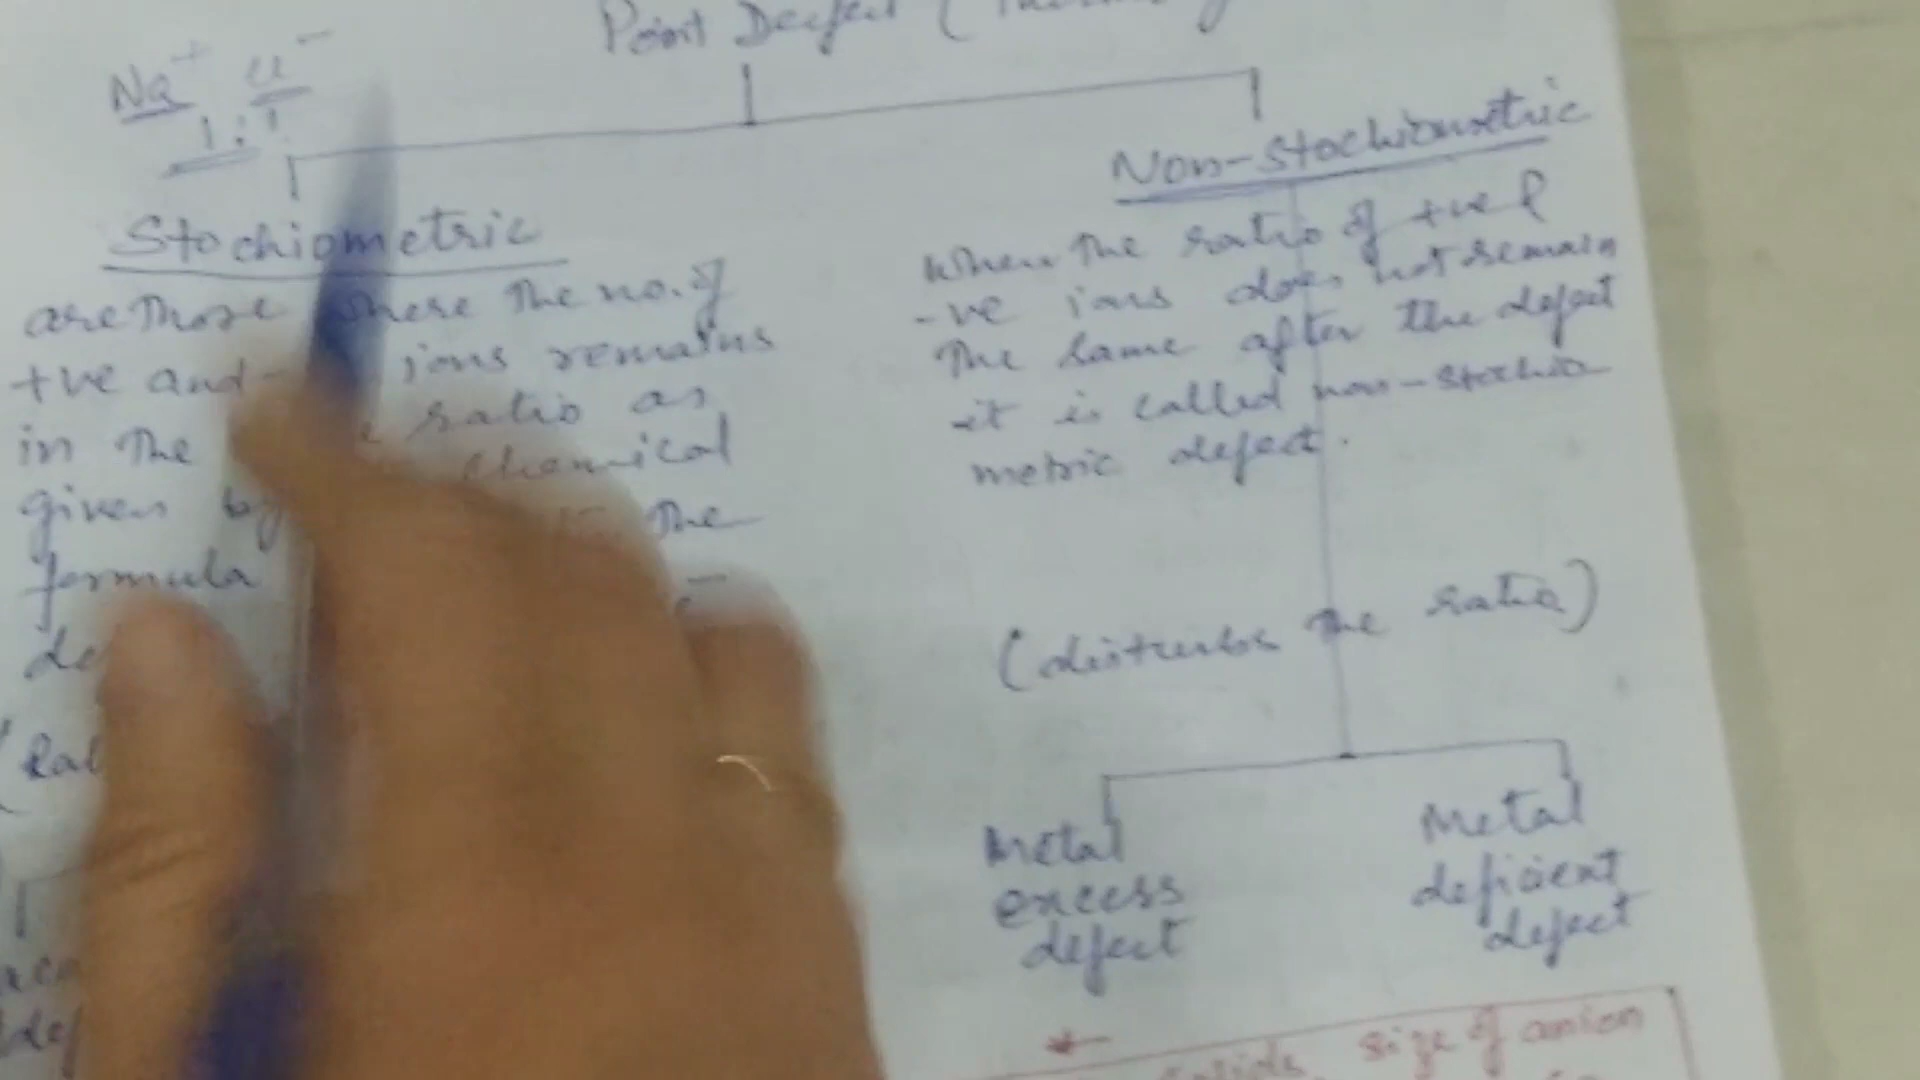 Point Deefect (
Na+ Cl-
1:1
Stochiometric
are those where the no. of
+ve and - ions remains
in the ratio as
given by chemical
formula the
Non-stochiometric
When the ratio of +ve &
-ve ions does not remain
the same after the defect
it is called non-stochio
metric defect.
(distrubs the ratio)
Metal
excess
defect
Metal
deficient
defect
size of anion